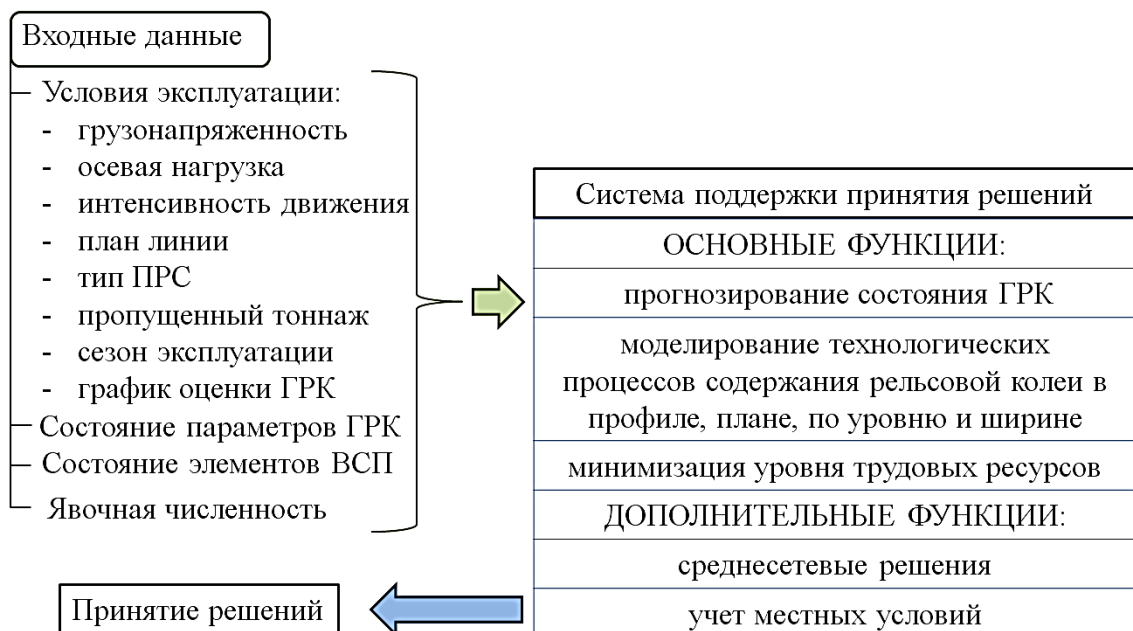 Входные данные
Условия эксплуатации:
- грузонапряженность
- осевая нагрузка
- интенсивность движения
- план линии
- тип ПРС
- пропущенный тоннаж
- сезон эксплуатации
- график оценки ГРК
Состояние параметров ГРК
Состояние элементов ВСП
Явочная численность
Система поддержки принятия решений
ОСНОВНЫЕ ФУНКЦИИ:
прогнозирование состояния ГРК
моделирование технологических
процессов содержания рельсовой колеи в
профиле, плане, по уровню и ширине
минимизация уровня трудовых ресурсов
ДОПОЛНИТЕЛЬНЫЕ ФУНКЦИИ:
среднесетевые решения
учет местных условий
Принятие решений